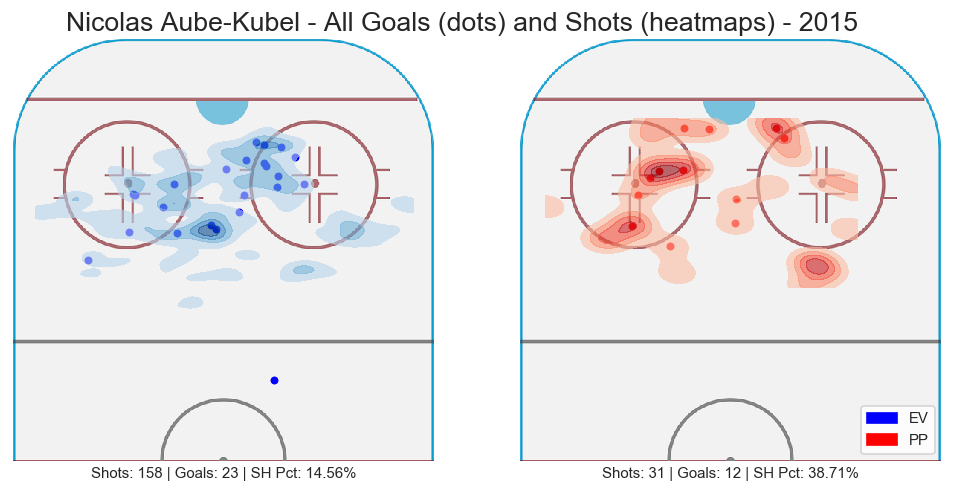 Nicolas Aube-Kubel - All Goals (dots) and Shots (heatmaps) - 2015
EV
PP
Shots: 158 | Goals: 23 | SH Pct: 14.56%
Shots: 31 | Goals: 12 | SH Pct: 38.71%